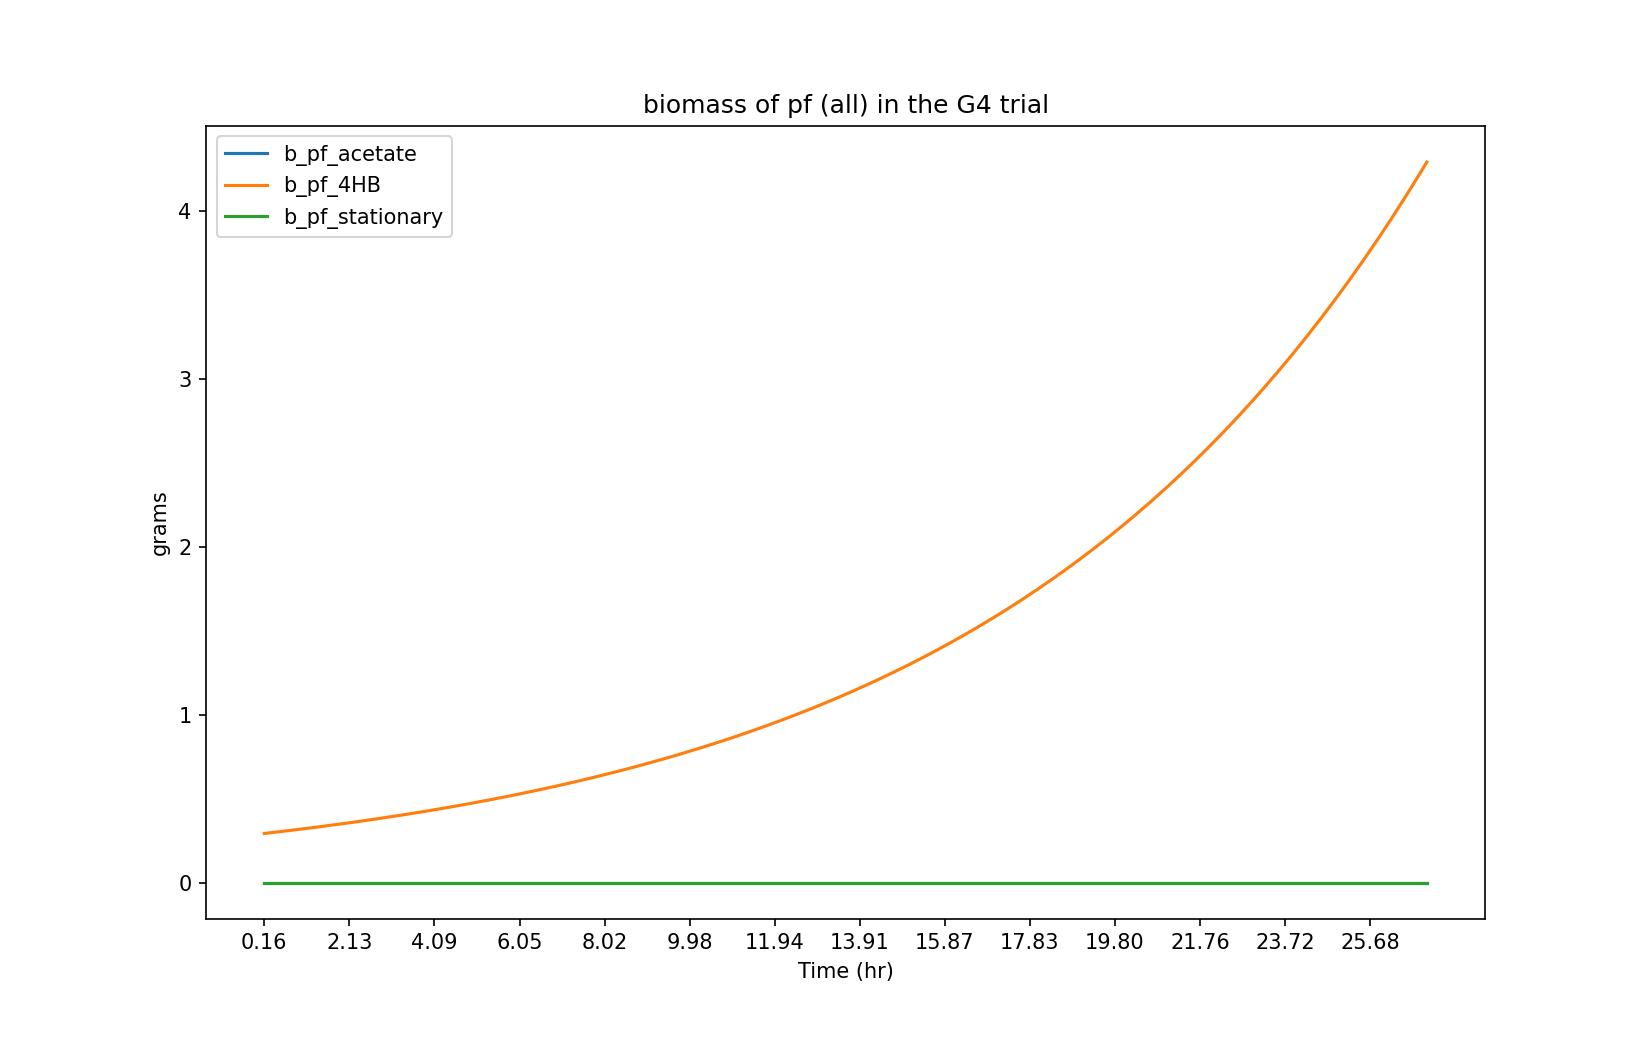 biomass of pf (all) in the G4 trial
b_pf_acetate
b_pf_4HB
b_pf_stationary
grams
4
3
2
1
0
0.16 2.13 4.09 6.05 8.02 9.98 11.94 13.91 15.87 17.83 19.80 21.76 23.72 25.68
Time (hr)